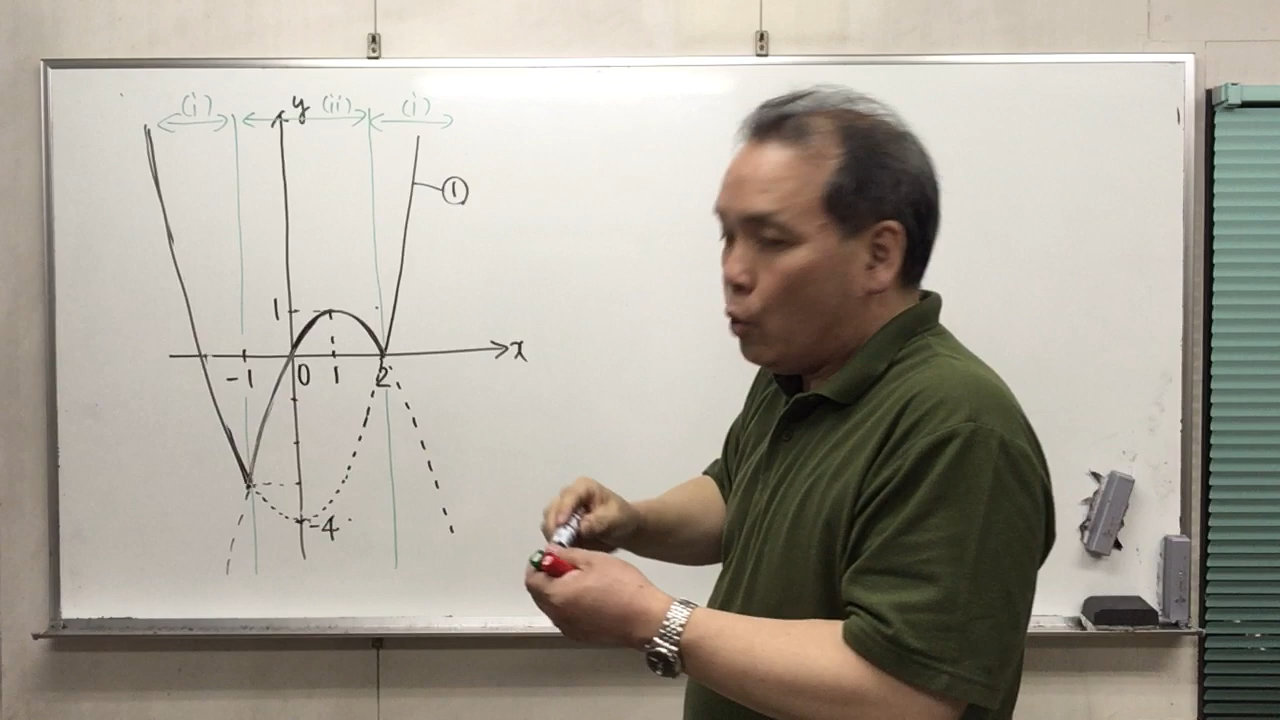 (i) (ii) (i)
y
①
1
x
-1 0 1 2
-4